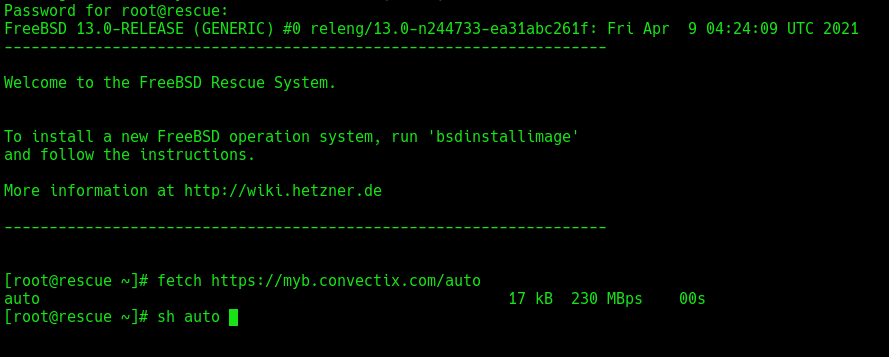 Password for root@rescue:
FreeBSD 13.0-RELEASE (GENERIC) #0 releng/13.0-n244733-ea31abc261f: Fri Apr  9 04:24:09 UTC 2021
-------------------------------------------------------------------
Welcome to the FreeBSD Rescue System.
To install a new FreeBSD operation system, run 'bsdinstallimage'
and follow the instructions.
More information at http://wiki.hetzner.de
-------------------------------------------------------------------
[root@rescue ~]# fetch https://myb.convectix.com/auto
auto                                                    17 kB  230 MBps    00s
[root@rescue ~]# sh auto